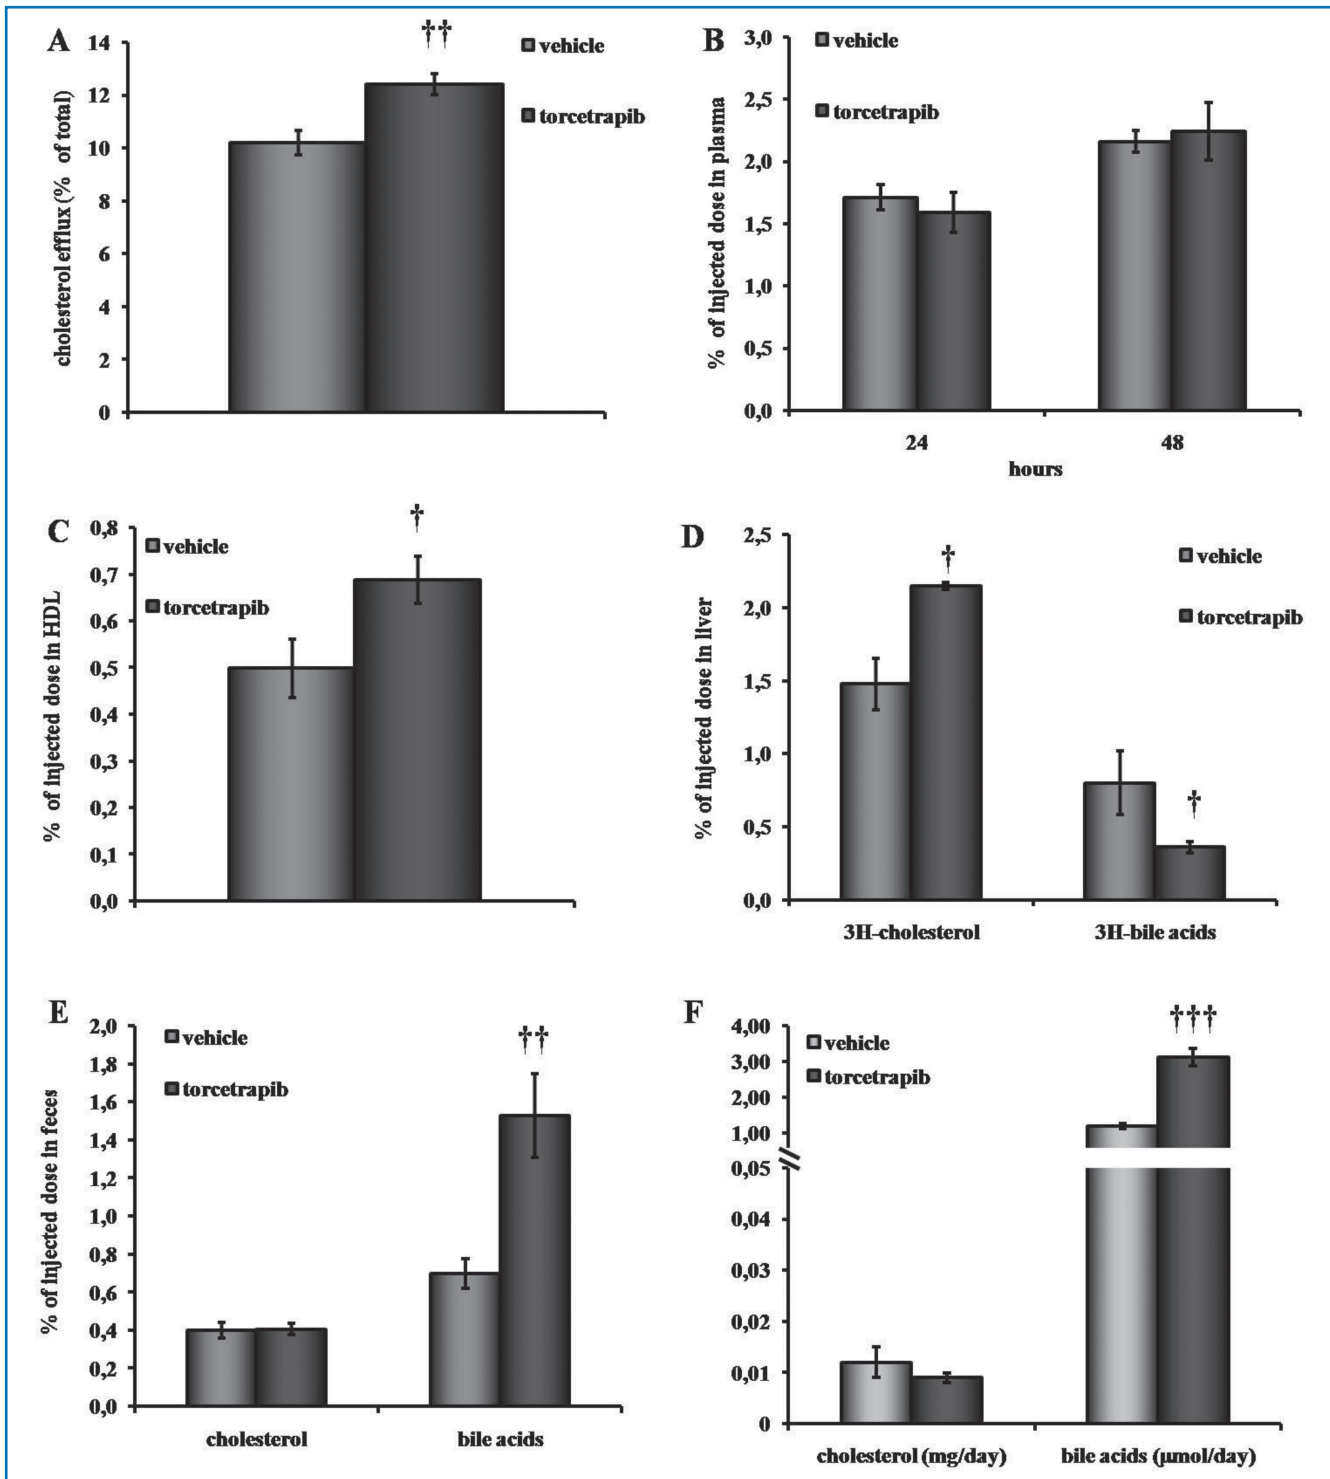 A
14
12
10
8
6
4
2
0
cholesterol efflux (% of total)
††
vehicle
torcetrapib
B
3,0
2,5
2,0
1,5
1,0
0,5
0,0
% of injected dose in plasma
vehicle
torcetrapib
24
48
hours
C
0,8
0,7
0,6
0,5
0,4
0,3
0,2
0,1
0,0
% of injected dose in HDL
vehicle
torcetrapib
†
D
2,5
2,0
1,5
1,0
0,5
0,0
% of injected dose in liver
†
†
vehicle
torcetrapib
3H-cholesterol
3H-bile acids
E
2,0
1,8
1,6
1,4
1,2
1,0
0,8
0,6
0,4
0,2
0,0
% of injected dose in feces
vehicle
torcetrapib
††
cholesterol
bile acids
F
4,00
3,00
2,00
1,00
0,05
0,04
0,03
0,02
0,01
0
vehicle
torcetrapib
†††
cholesterol (mg/day)
bile acids (µmol/day)